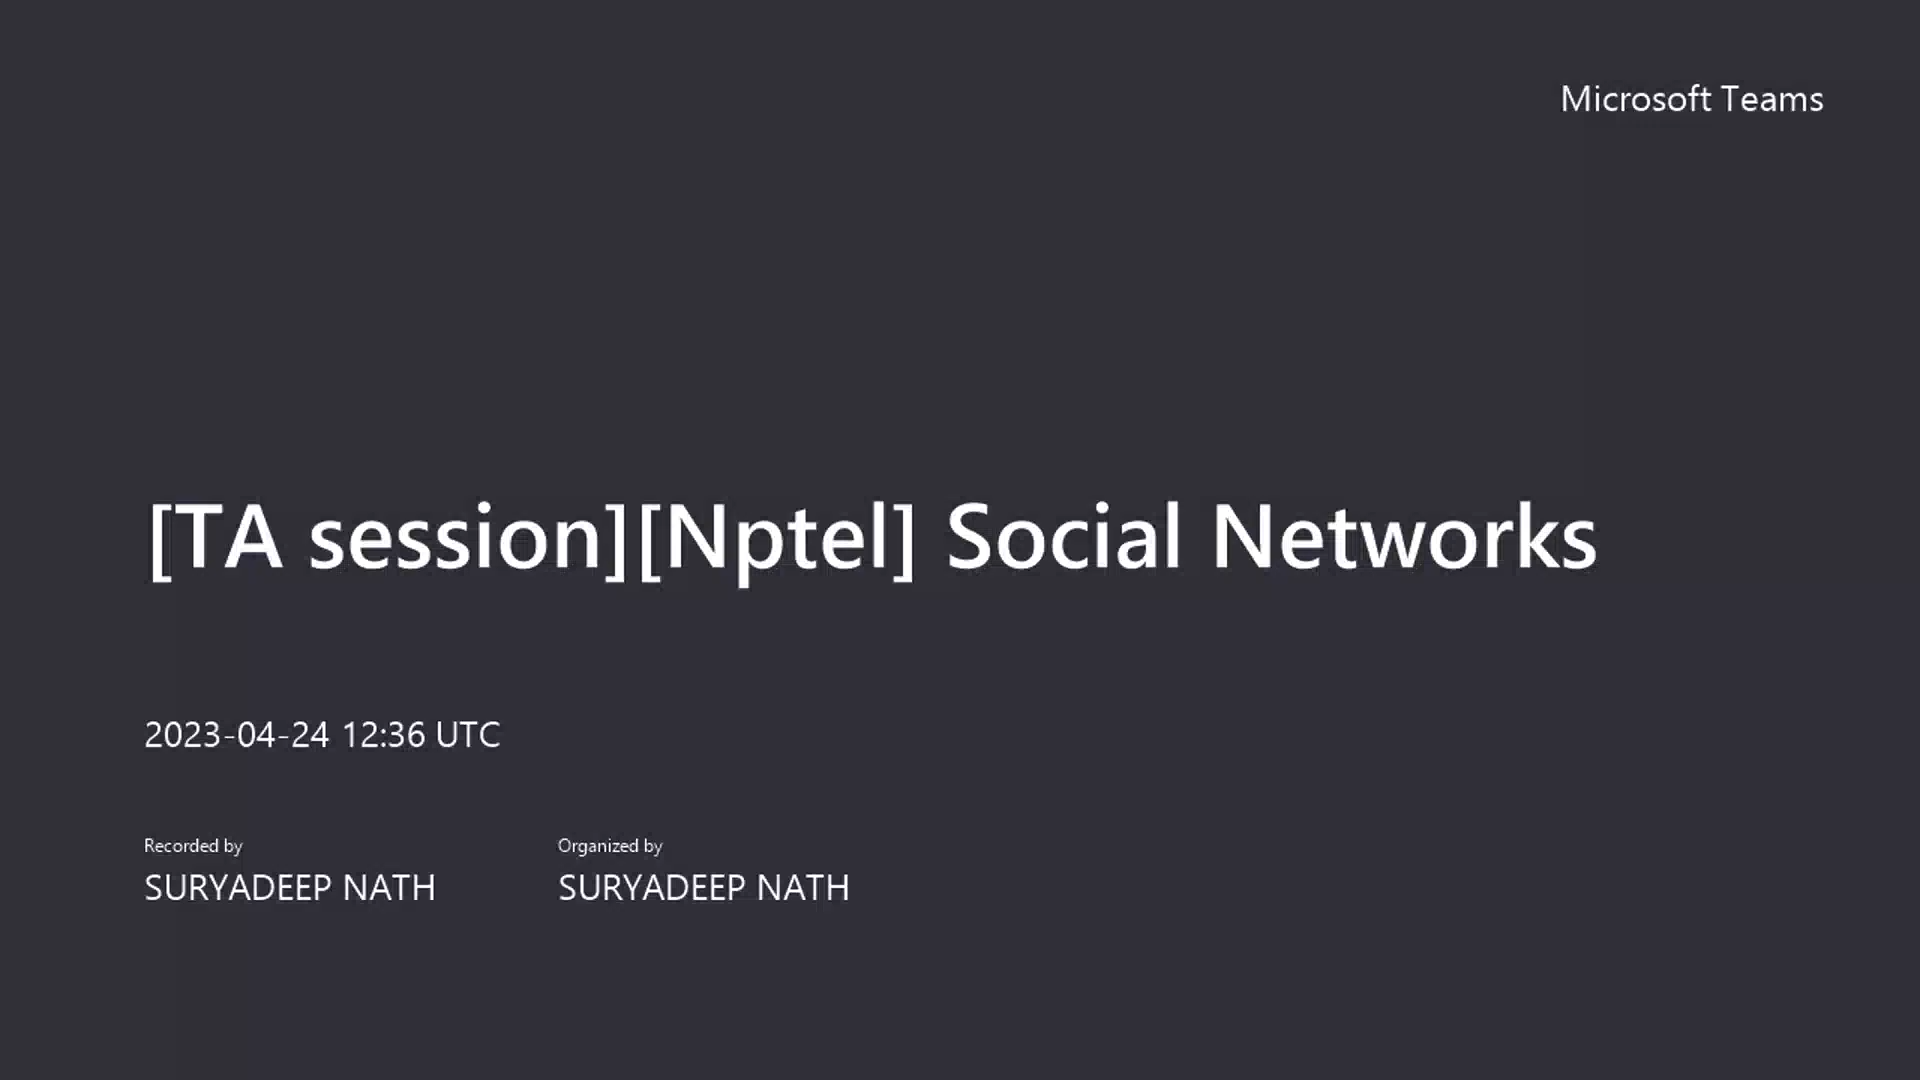 Microsoft Teams
[TA session][Nptel] Social Networks
2023-04-24 12:36 UTC
Recorded by
SURYADEEP NATH
Organized by
SURYADEEP NATH